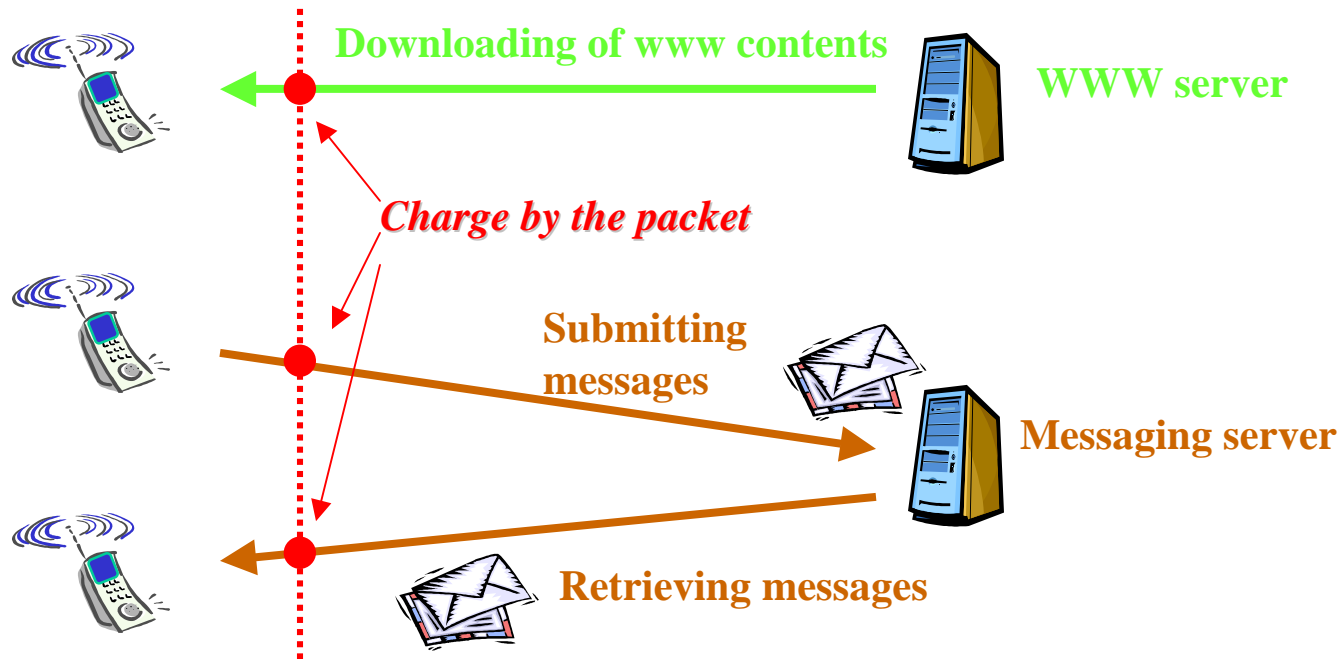 Downloading of www contents
WWW server
Charge by the packet
Submitting
messages
Messaging server
Retrieving messages